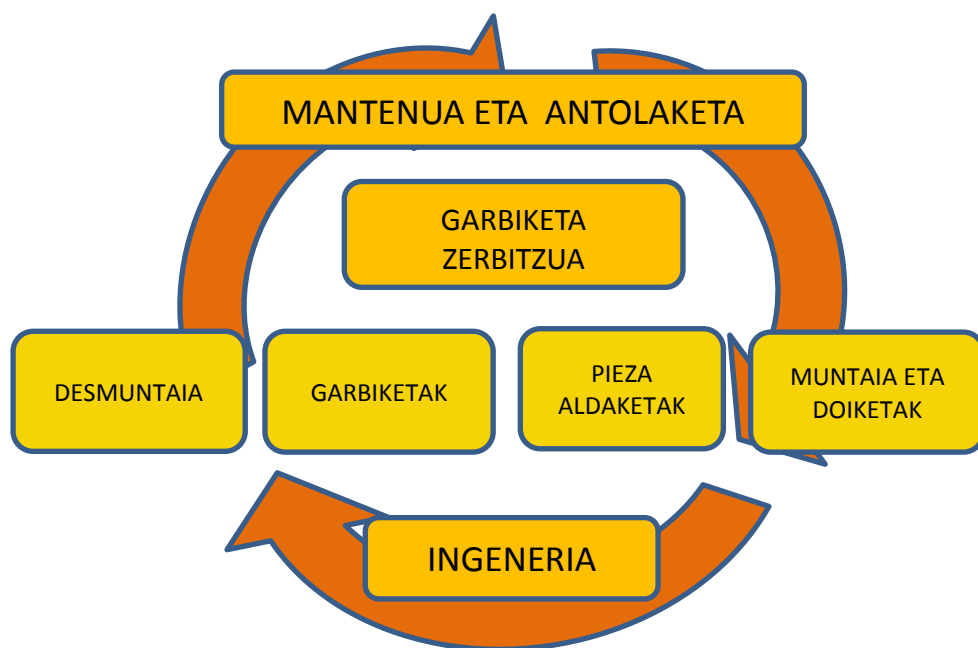 MANTENUA ETA ANTOLAKETA
GARBIKETA
ZERBITZUA
DESMUNTAIA
GARBIKETAK
PIEZA
ALDAKETAK
MUNTAIA ETA
DOIKETAK
INGENERIA